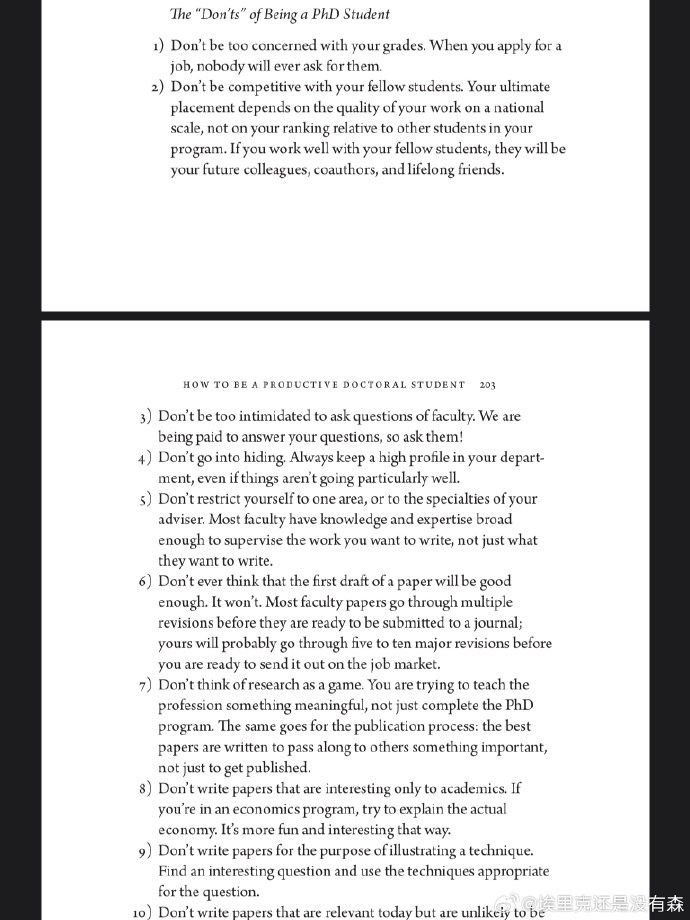 The “Don’ts” of Being a PhD Student
1) Don’t be too concerned with your grades. When you apply for a
job, nobody will ever ask for them.
2) Don’t be competitive with your fellow students. Your ultimate
placement depends on the quality of your work on a national
scale, not on your ranking relative to other students in your
program. If you work well with your fellow students, they will be
your future colleagues, coauthors, and lifelong friends.
HOW TO BE A PRODUCTIVE DOCTORAL STUDENT 203
3) Don’t be too intimidated to ask questions of faculty. We are
being paid to answer your questions, so ask them!
4) Don’t go into hiding. Always keep a high profile in your depart-
ment, even if things aren’t going particularly well.
5) Don’t restrict yourself to one area, or to the specialties of your
adviser. Most faculty have knowledge and expertise broad
enough to supervise the work you want to write, not just what
they want to write.
6) Don’t ever think that the first draft of a paper will be good
enough. It won’t. Most faculty papers go through multiple
revisions before they are ready to be submitted to a journal;
yours will probably go through five to ten major revisions before
you are ready to send it out on the job market.
7) Don’t think of research as a game. You are trying to teach the
profession something meaningful, not just complete the PhD
program. The same goes for the publication process: the best
papers are written to pass along to others something important,
not just to get published.
8) Don’t write papers that are interesting only to academics. If
you’re in an economics program, try to explain the actual
economy. It’s more fun and interesting that way.
9) Don’t write papers for the purpose of illustrating a technique.
Find an interesting question and use the techniques appropriate
for the question.
10) Don’t write papers that are relevant today but are unlikely to be
@埃里克还是没有森